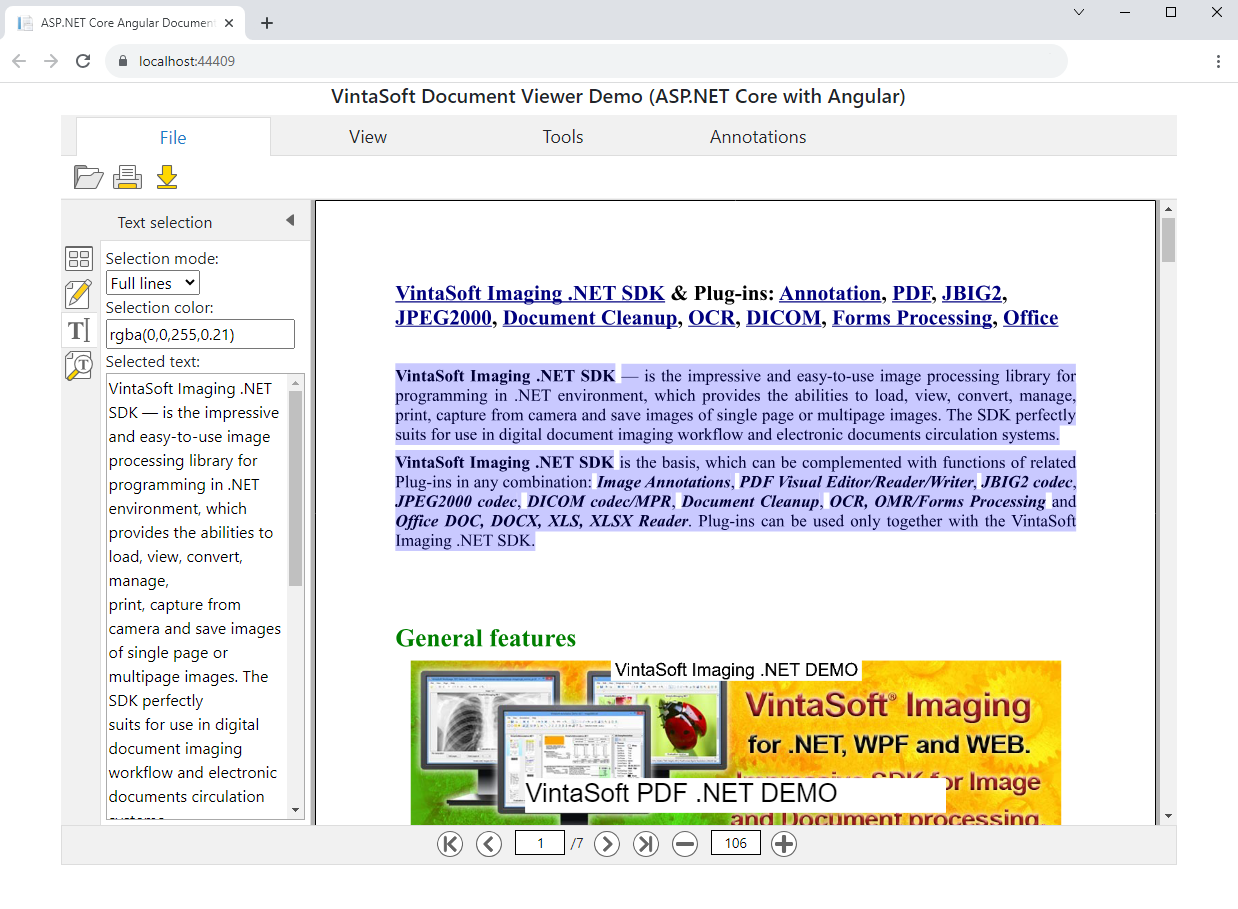 ASP.NET Core Angular Documen
localhost:44409
VintaSoft Document Viewer Demo (ASP.NET Core with Angular)
File View Tools Annotations
Text selection
Selection mode:
Full lines
Selection color:
rgba(0,0,255,0.21)
Selected text:
VintaSoft Imaging .NET
SDK — is the impressive
and easy-to-use image
processing library for
programming in .NET
environment, which
provides the abilities to
load, view, convert,
manage,
print, capture from
camera and save images
of single page or
multipage images. The
SDK perfectly
suits for use in digital
document imaging
workflow and electronic
documents circulation
systems.
VintaSoft Imaging .NET SDK & Plug-ins: Annotation, PDF, JBIG2,
JPEG2000, Document Cleanup, OCR, DICOM, Forms Processing, Office
VintaSoft Imaging .NET SDK — is the impressive and easy-to-use image processing library for
programming in .NET environment, which provides the abilities to load, view, convert, manage,
print, capture from camera and save images of single page or multipage images. The SDK perfectly
suits for use in digital document imaging workflow and electronic documents circulation systems.
VintaSoft Imaging .NET SDK is the basis, which can be complemented with functions of related
Plug-ins in any combination: Image Annotations, PDF Visual Editor/Reader/Writer, JBIG2 codec,
JPEG2000 codec, DICOM codec/MPR, Document Cleanup, OCR, OMR/Forms Processing and
Office DOC, DOCX, XLS, XLSX Reader. Plug-ins can be used only together with the VintaSoft
Imaging .NET SDK.
General features
VintaSoft Imaging .NET DEMO
VintaSoft® Imaging
for .NET, WPF and WEB.
Impressive SDK for Image
VintaSoft PDF .NET DEMO
and Document processing.
1 /7 106